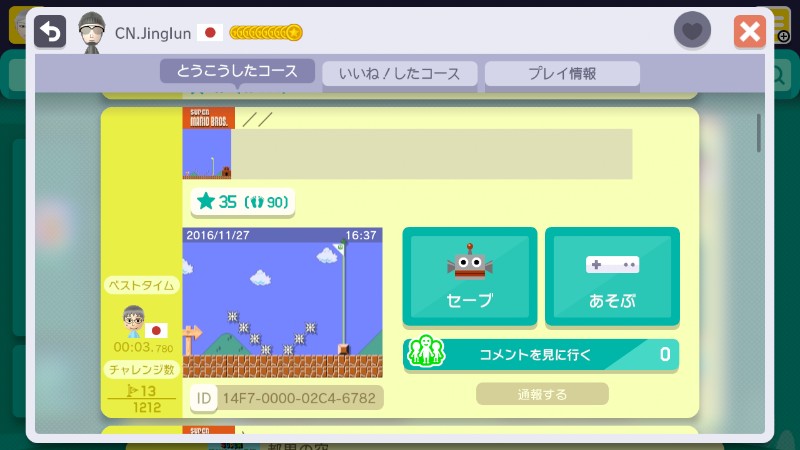 CN.Jinglun
とうこうしたコース
いいね！したコース
プレイ情報
SUPER
MARIO BROS.
//
35 (90)
2016/11/27 16:37
セーブ
あそぶ
ベストタイム
00:03.780
チャレンジ数
13
1212
コメントを見に行く 0
ID 14F7-0000-02C4-6782
通報する
SUPER